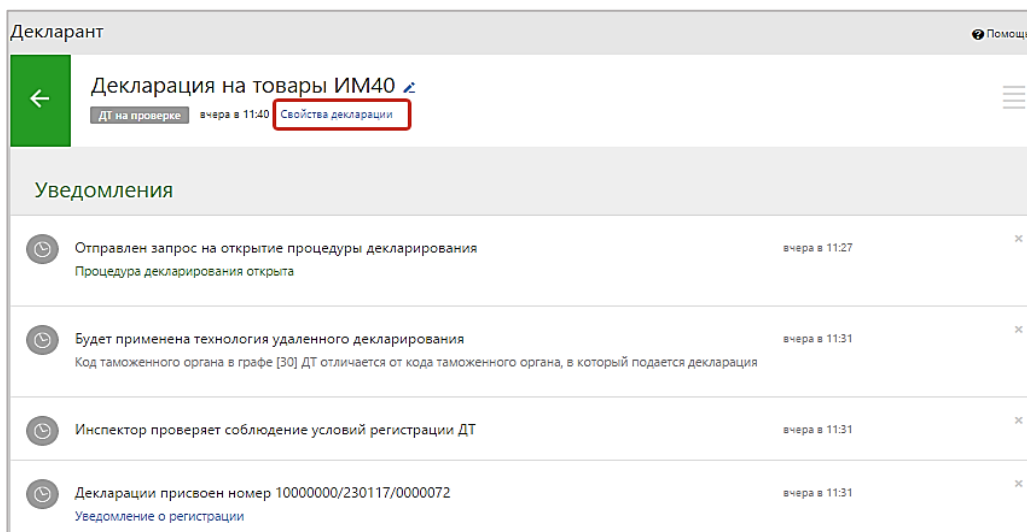 Декларант
Помощь
Декларация на товары ИМ40
ДТ на проверке вчера в 11:40 Свойства декларации
Уведомления
Отправлен запрос на открытие процедуры декларирования вчера в 11:27
Процедура декларирования открыта
Будет применена технология удаленного декларирования вчера в 11:31
Код таможенного органа в графе [30] ДТ отличается от кода таможенного органа, в который подается декларация
Инспектор проверяет соблюдение условий регистрации ДТ вчера в 11:31
Декларации присвоен номер 10000000/230117/0000072 вчера в 11:31
Уведомление о регистрации